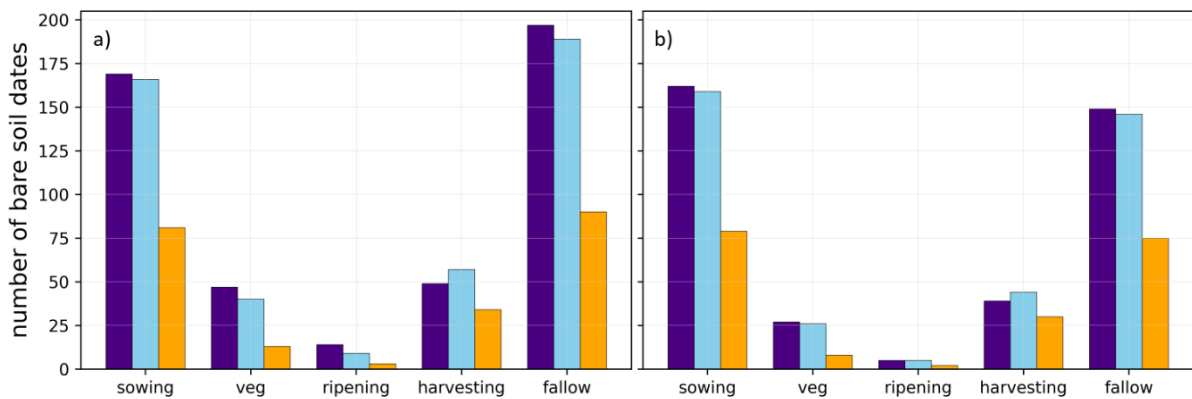 a)
b)
number of bare soil dates
200
175
150
125
100
75
50
25
0
sowing veg ripening harvesting fallow
sowing veg ripening harvesting fallow